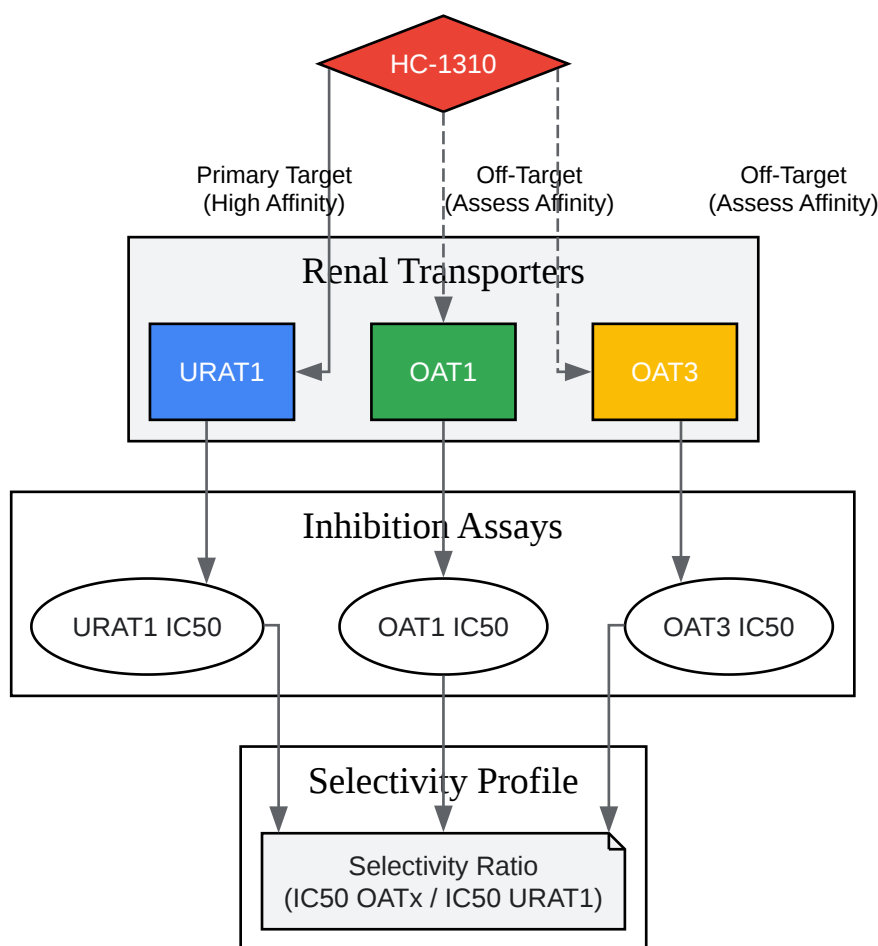 HC-1310
Primary Target
(High Affinity)
Off-Target
(Assess Affinity)
Off-Target
(Assess Affinity)
Renal Transporters
URAT1
OAT1
OAT3
Inhibition Assays
URAT1 IC50
OAT1 IC50
OAT3 IC50
Selectivity Profile
Selectivity Ratio
(IC50 OATx / IC50 URAT1)